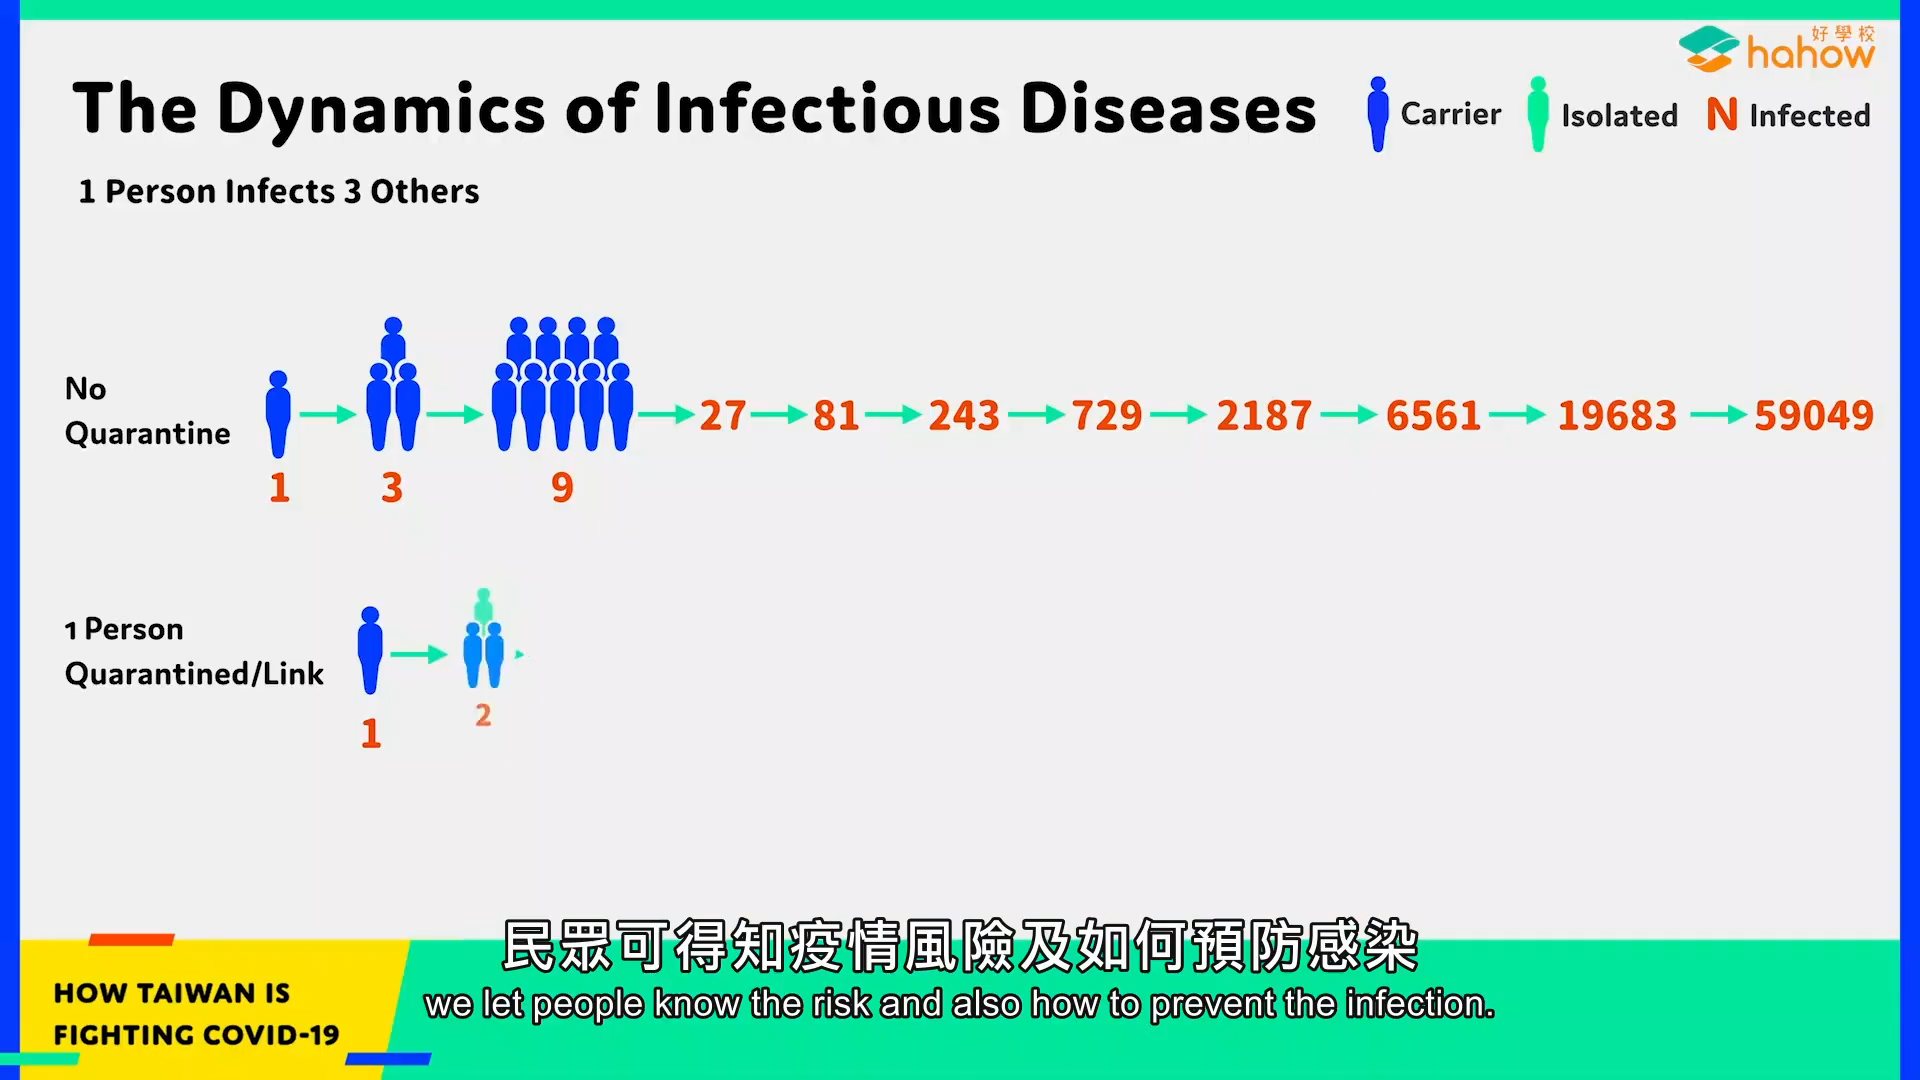 好學校
hahow
The Dynamics of Infectious Diseases
Carrier
Isolated
N Infected
1 Person Infects 3 Others
No
Quarantine
27 81 243 729 2187 6561 19683 59049
1 3 9
1 Person
Quarantined/Link
1 2
民眾可得知疫情風險及如何預防感染
we let people know the risk and also how to prevent the infection.
HOW TAIWAN IS
FIGHTING COVID-19